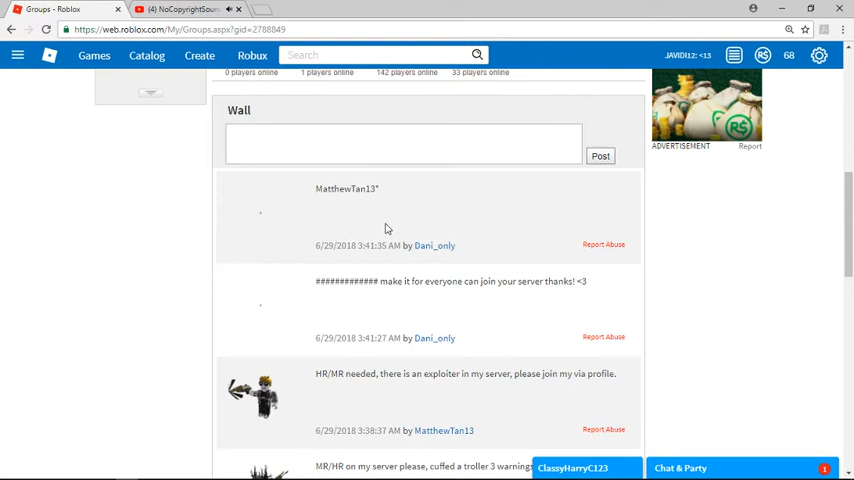 Groups - Roblox
(4) NoCopyrightSoun
https://web.roblox.com/My/Groups.aspx?gid=2788849
Games Catalog Create Robux Search JAVIDI12: <13 68
0 players online 1 players online 142 players online 33 players online
Wall
Post
ADVERTISEMENT Report
MatthewTan13"
6/29/2018 3:41:35 AM by Dani_only Report Abuse
############# make it for everyone can join your server thanks! <3
6/29/2018 3:41:27 AM by Dani_only Report Abuse
HR/MR needed, there is an exploiter in my server, please join my via profile.
6/29/2018 3:38:37 AM by MatthewTan13 Report Abuse
MR/HR on my server please, cuffed a troller 3 warnings
ClassyHarryC123 Chat & Party 1